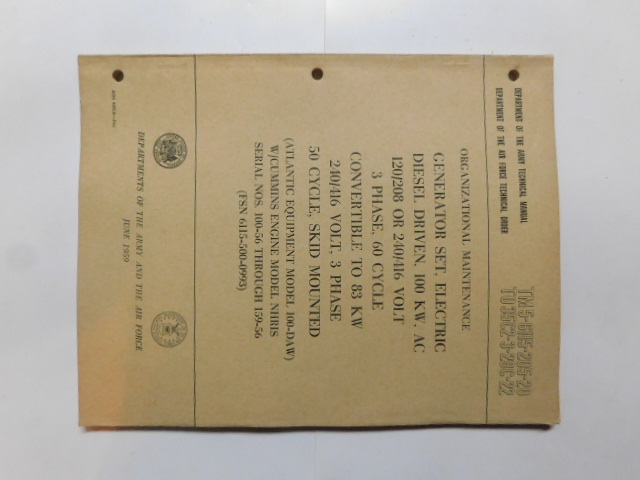 DEPARTMENT OF THE ARMY TECHNICAL MANUAL
DEPARTMENT OF THE AIR FORCE TECHNICAL ORDER
TM 5-6115-205-20
TO 35C2-3-
ORGANIZATIONAL MAINTENANCE
GENERATOR SET, ELECTRIC
DIESEL DRIVEN, 100 KW, AC
120/208 OR 240/416 VOLT
3 PHASE, 60 CYCLE
CONVERTIBLE TO 83 KW
240/416 VOLT, 3 PHASE
50 CYCLE, SKID MOUNTED
(ATLANTIC EQUIPMENT MODEL 100-DAW)
W/CUMMINS ENGINE MODEL NHRIS
SERIAL NOS. 100-56 THROUGH 159-56
(FSN 6115-500-0993)
DEPARTMENTS OF THE ARMY AND THE AIR FORCE
JUNE 1959